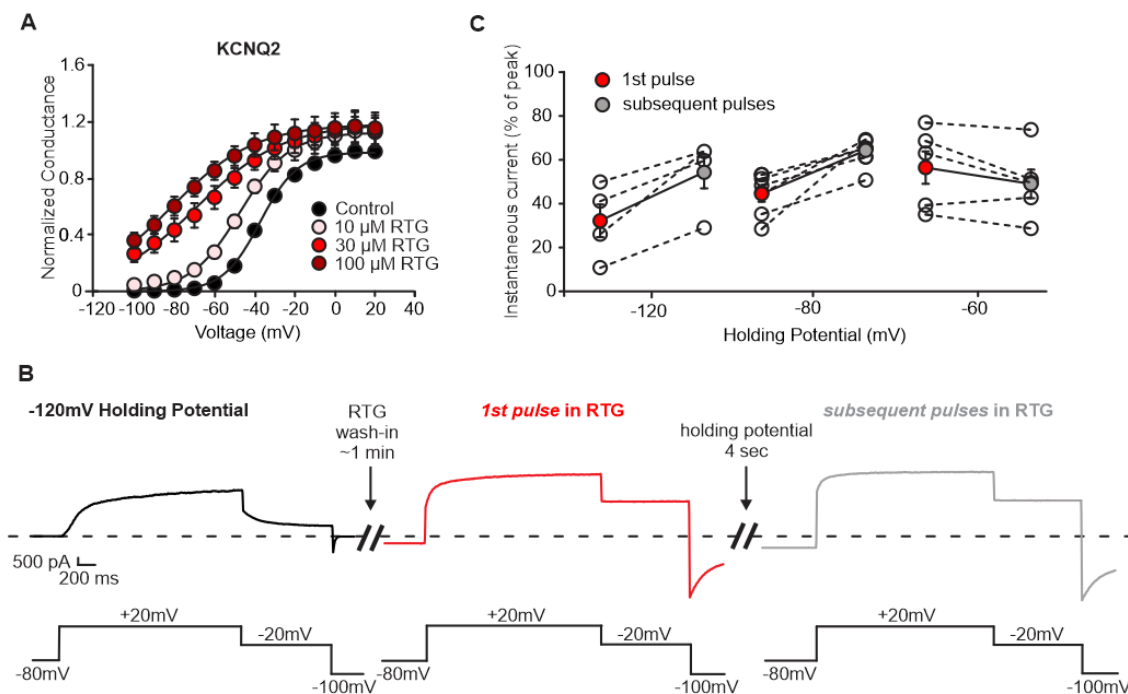 A
KCNQ2
Normalized Conductance
1.6
1.2
0.8
0.4
0
-120
-100
-80
-60
-40
-20
0
20
40
Voltage (mV)
Control
10 µM RTG
30 µM RTG
100 µM RTG
C
Instantaneous current (% of peak)
100
80
60
40
20
0
1st pulse
subsequent pulses
-120
-80
-60
Holding Potential (mV)
B
-120mV Holding Potential
RTG
wash-in
~1 min
1st pulse in RTG
holding potential
4 sec
subsequent pulses in RTG
500 pA
200 ms
+20mV
-20mV
-80mV
-100mV
+20mV
-20mV
-80mV
-100mV
+20mV
-20mV
-80mV
-100mV